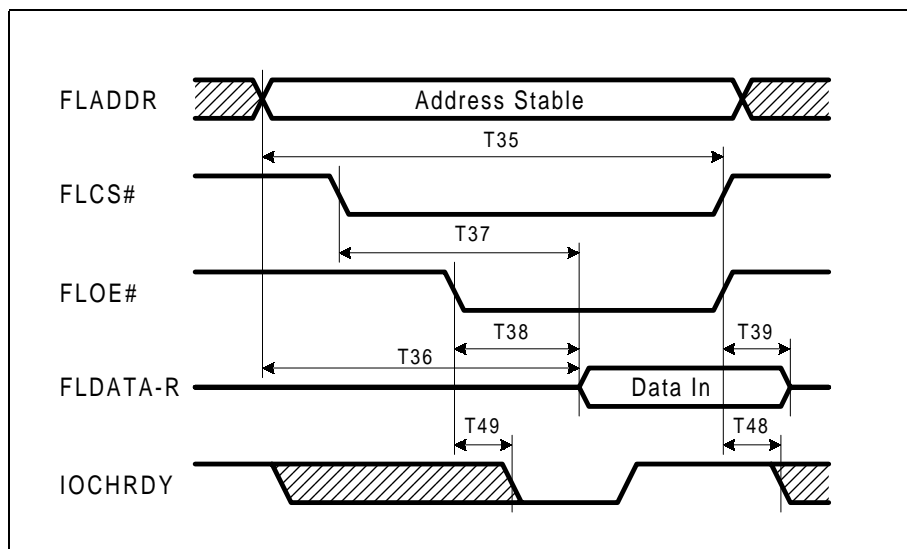 FLADDR
Address Stable
T35
FLCS#
T37
FLOE#
T38
T39
T36
FLDATA-R
Data In
T49
T48
IOCHRDY